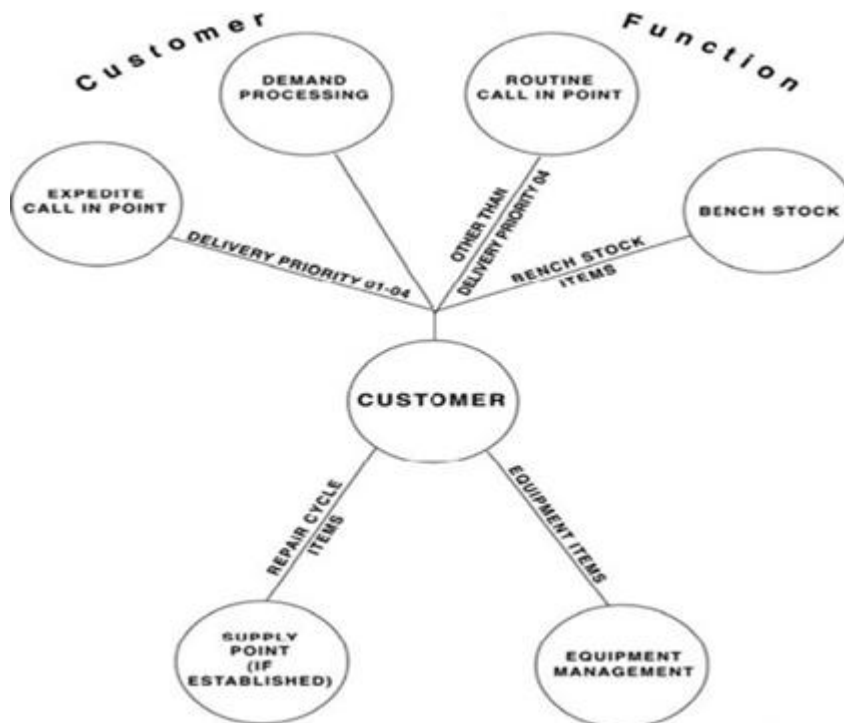 Customer Function
DEMAND
PROCESSING
ROUTINE
CALL IN POINT
EXPEDITE
CALL IN POINT
BENCH STOCK
DELIVERY PRIORITY 01-04
OTHER THAN
DELIVERY PRIORITY 04
BENCH STOCK
ITEMS
CUSTOMER
REPAIR CYCLE
ITEMS
EQUIPMENT ITEMS
SUPPLY
POINT
(IF
ESTABLISHED)
EQUIPMENT
MANAGEMENT